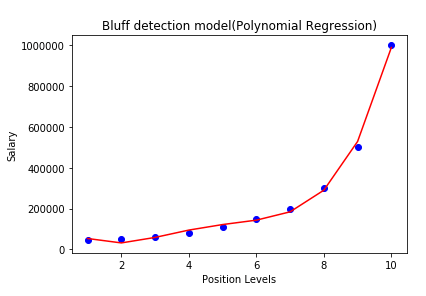 Bluff detection model(Polynomial Regression)
1000000
800000
600000
400000
200000
0
Salary
2 4 6 8 10
Position Levels